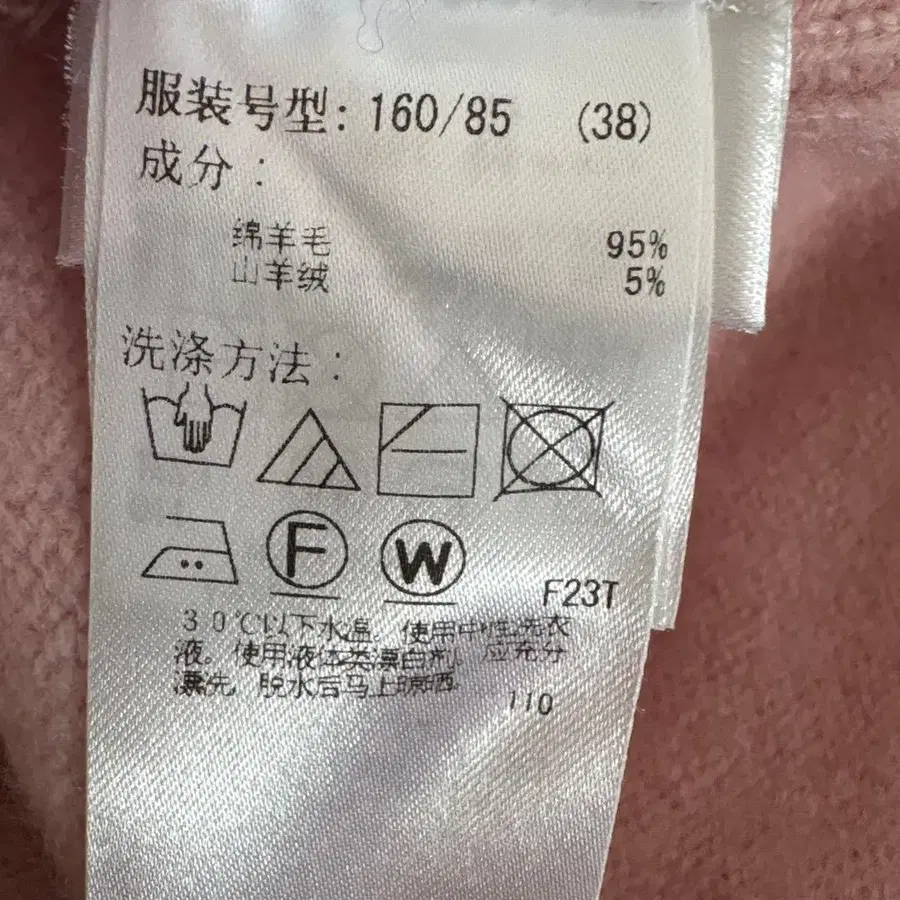 服装号型: 160/85 (38)
成分：
绵羊毛 95%
山羊绒 5%
洗涤方法：
F W
F23T
30℃以下水温。使用中性洗衣
液。使用液体类漂白剂。应充分
漂洗，脱水后马上晾晒
110